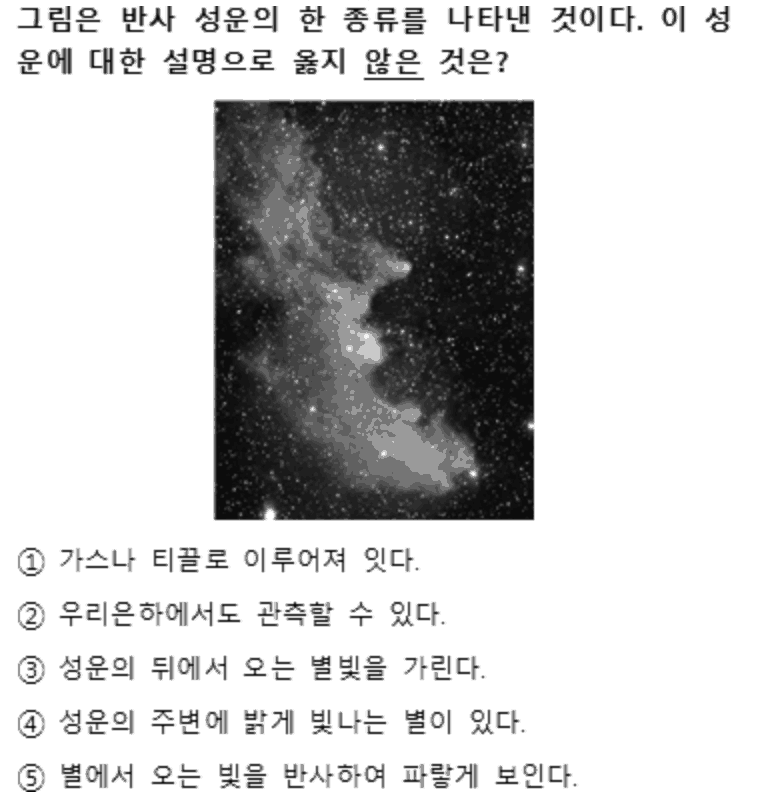 그림은 반사 성운의 한 종류를 나타낸 것이다. 이 성
운에 대한 설명으로 옳지 않은 것은?
① 가스나 티끌로 이루어져 잇다.
② 우리은하에서도 관측할 수 있다.
③ 성운의 뒤에서 오는 별빛을 가린다.
④ 성운의 주변에 밝게 빛나는 별이 있다.
⑤ 별에서 오는 빛을 반사하여 파랗게 보인다.